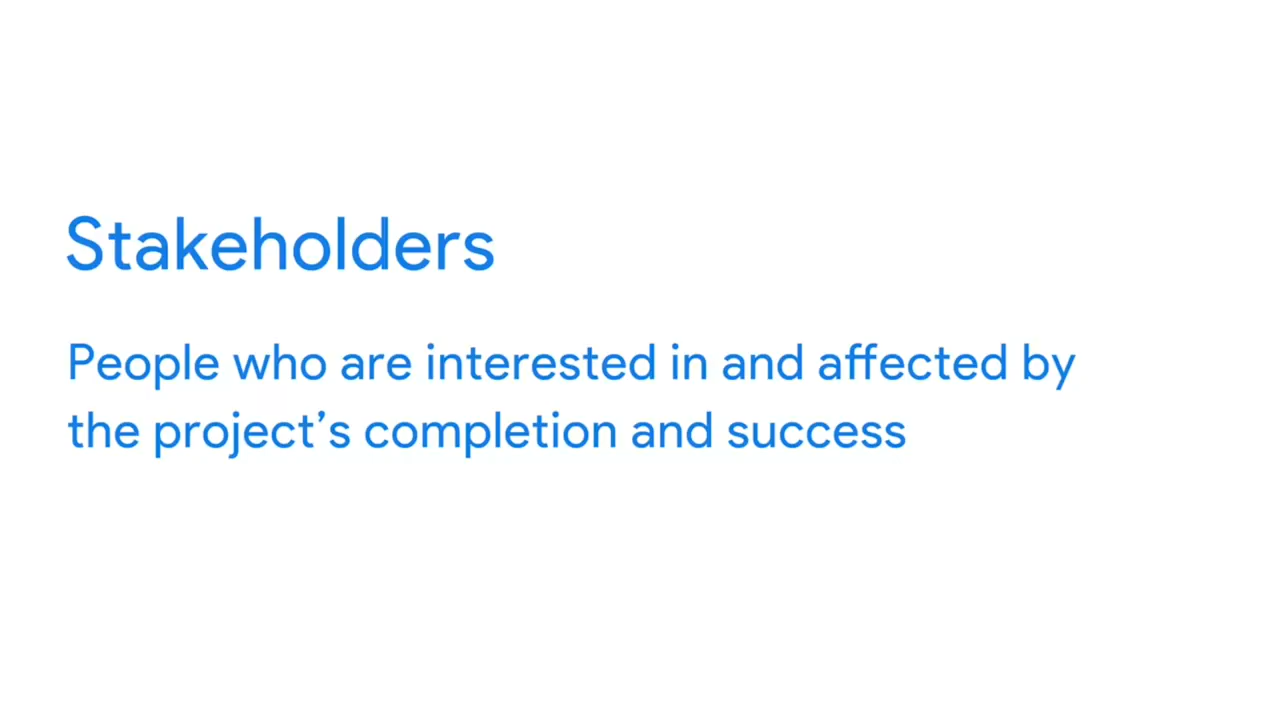 Stakeholders
People who are interested in and affected by
the project’s completion and success